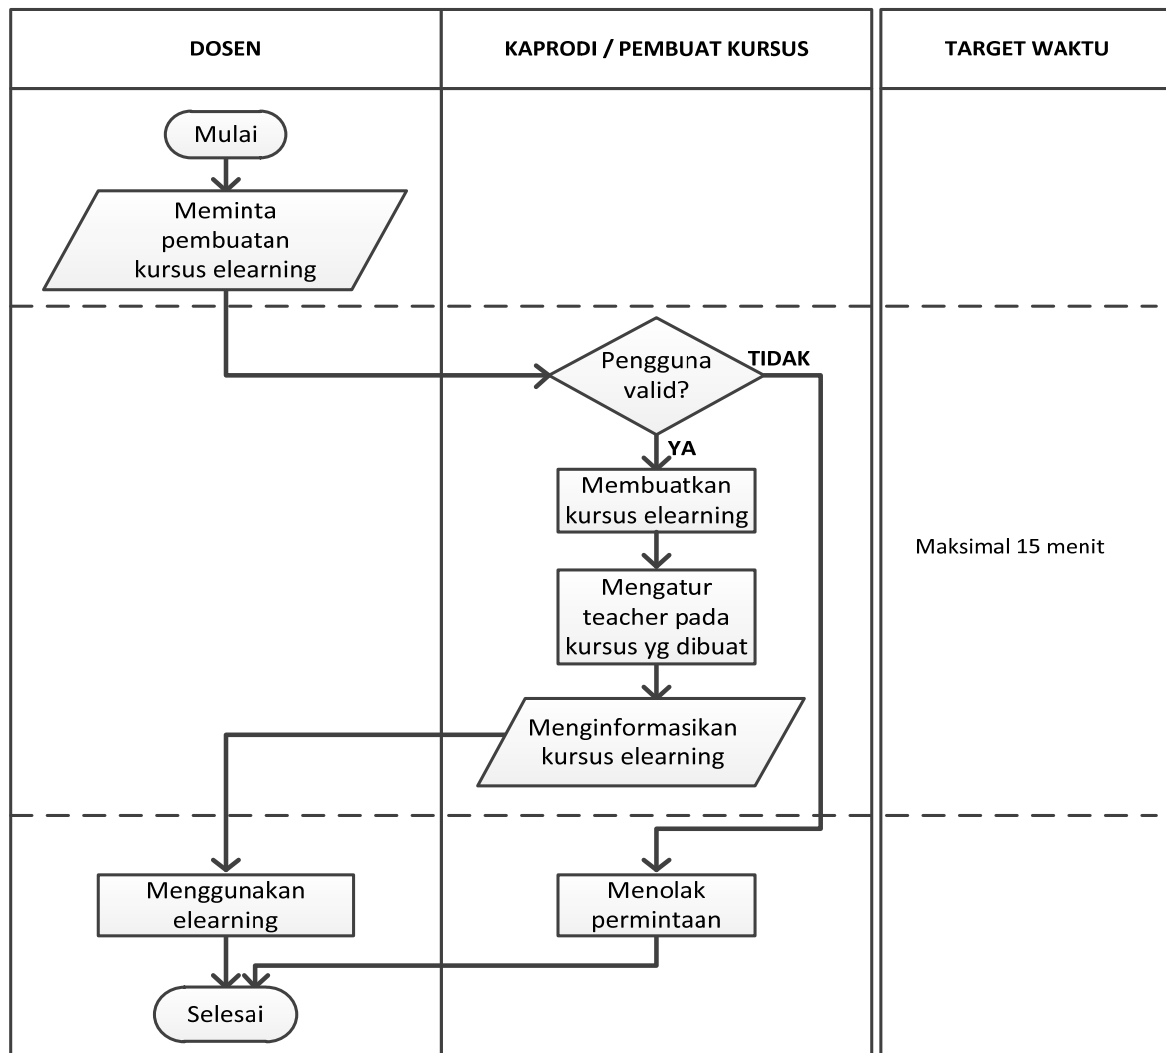 DOSEN
KAPRODI / PEMBUAT KURSUS
TARGET WAKTU
Mulai
Meminta
pembuatan
kursus elearning
Pengguna
valid?
TIDAK
YA
Membuatkan
kursus elearning
Maksimal 15 menit
Mengatur
teacher pada
kursus yg dibuat
Menginformasikan
kursus elearning
Menggunakan
elearning
Menolak
permintaan
Selesai